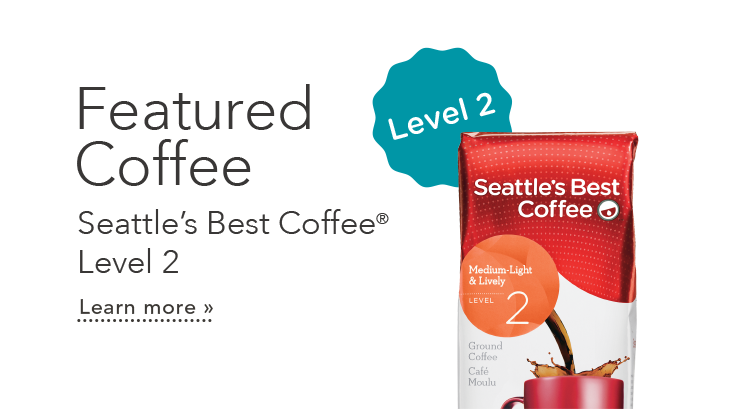 Featured
Coffee
Seattle's Best Coffee®
Level 2
Learn more »
Level 2
Seattle's Best
Coffee
Medium-Light
& Lively
LEVEL 2
Ground
Coffee
Café
Moulu